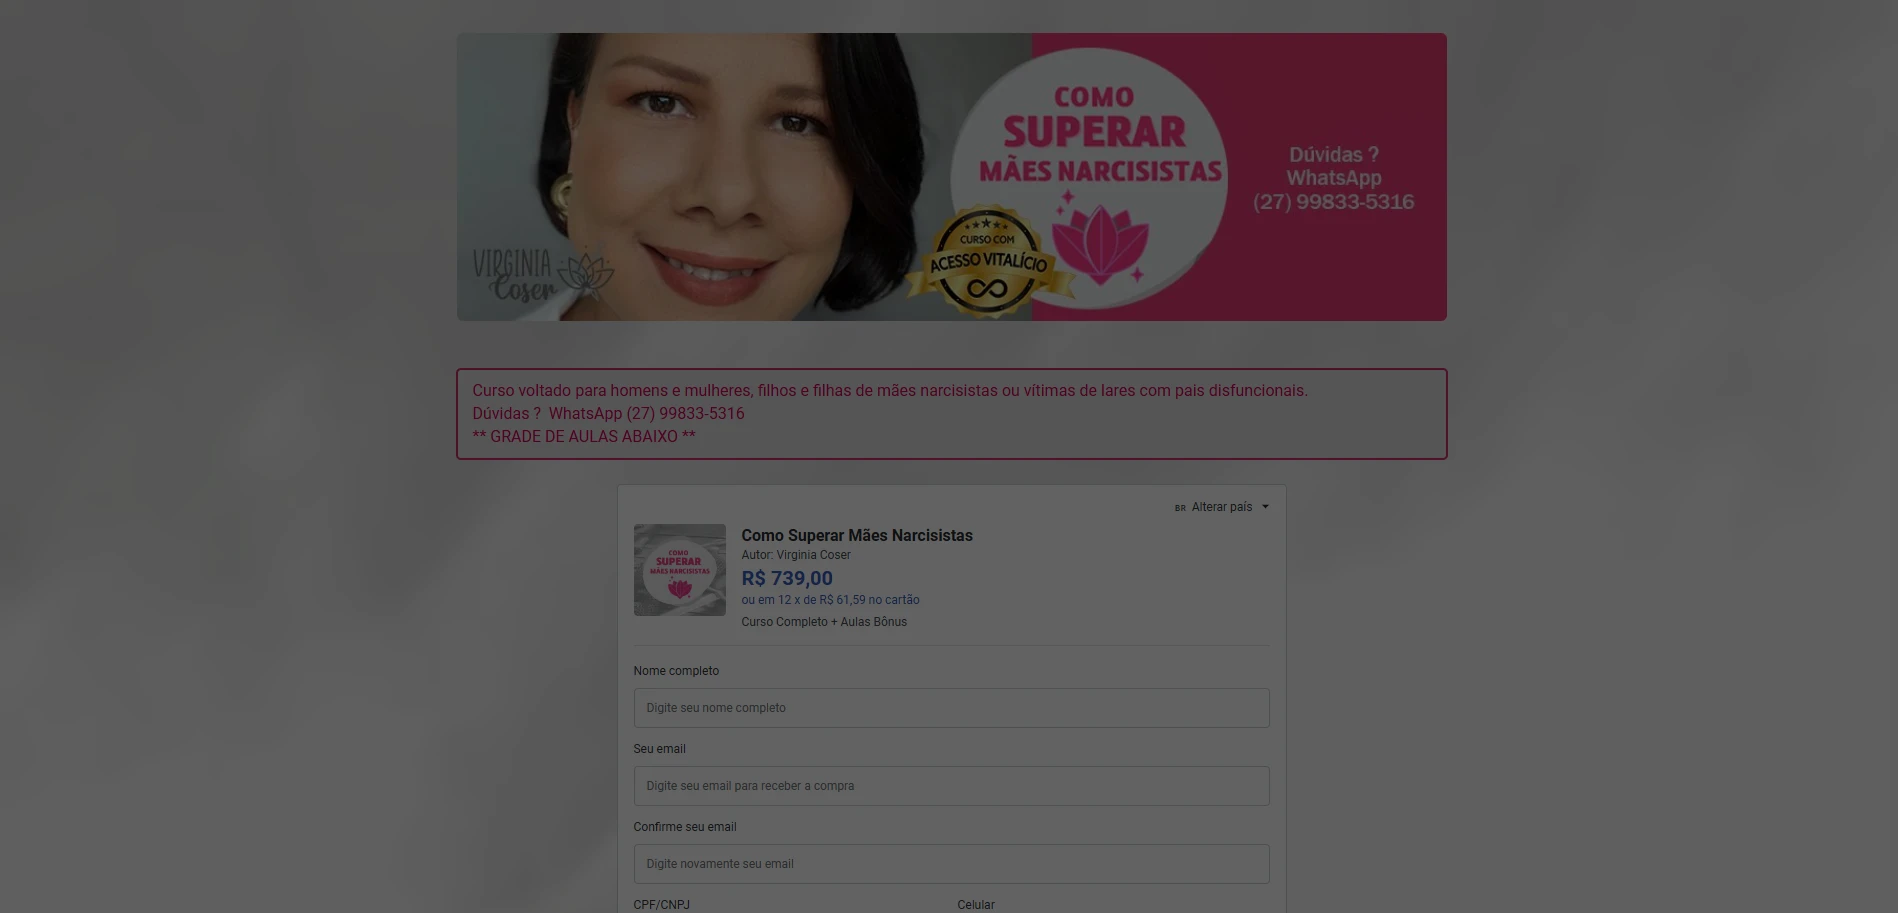 COMO
SUPERAR
MÃES NARCISISTAS
Dúvidas ?
WhatsApp
(27) 99833-5316
CURSO COM
ACESSO VITALÍCIO
VIRGINIA
Coser
Curso voltado para homens e mulheres, filhos e filhas de mães narcisistas ou vítimas de lares com pais disfuncionais.
Dúvidas ?  WhatsApp (27) 99833-5316
** GRADE DE AULAS ABAIXO **
BR Alterar país
COMO
SUPERAR
MÃES NARCISISTAS
Como Superar Mães Narcisistas
Autor: Virginia Coser
R$ 739,00
ou em 12 x de R$ 61,59 no cartão
Curso Completo + Aulas Bônus
Nome completo
Digite seu nome completo
Seu email
Digite seu email para receber a compra
Confirme seu email
Digite novamente seu email
CPF/CNPJ
Celular